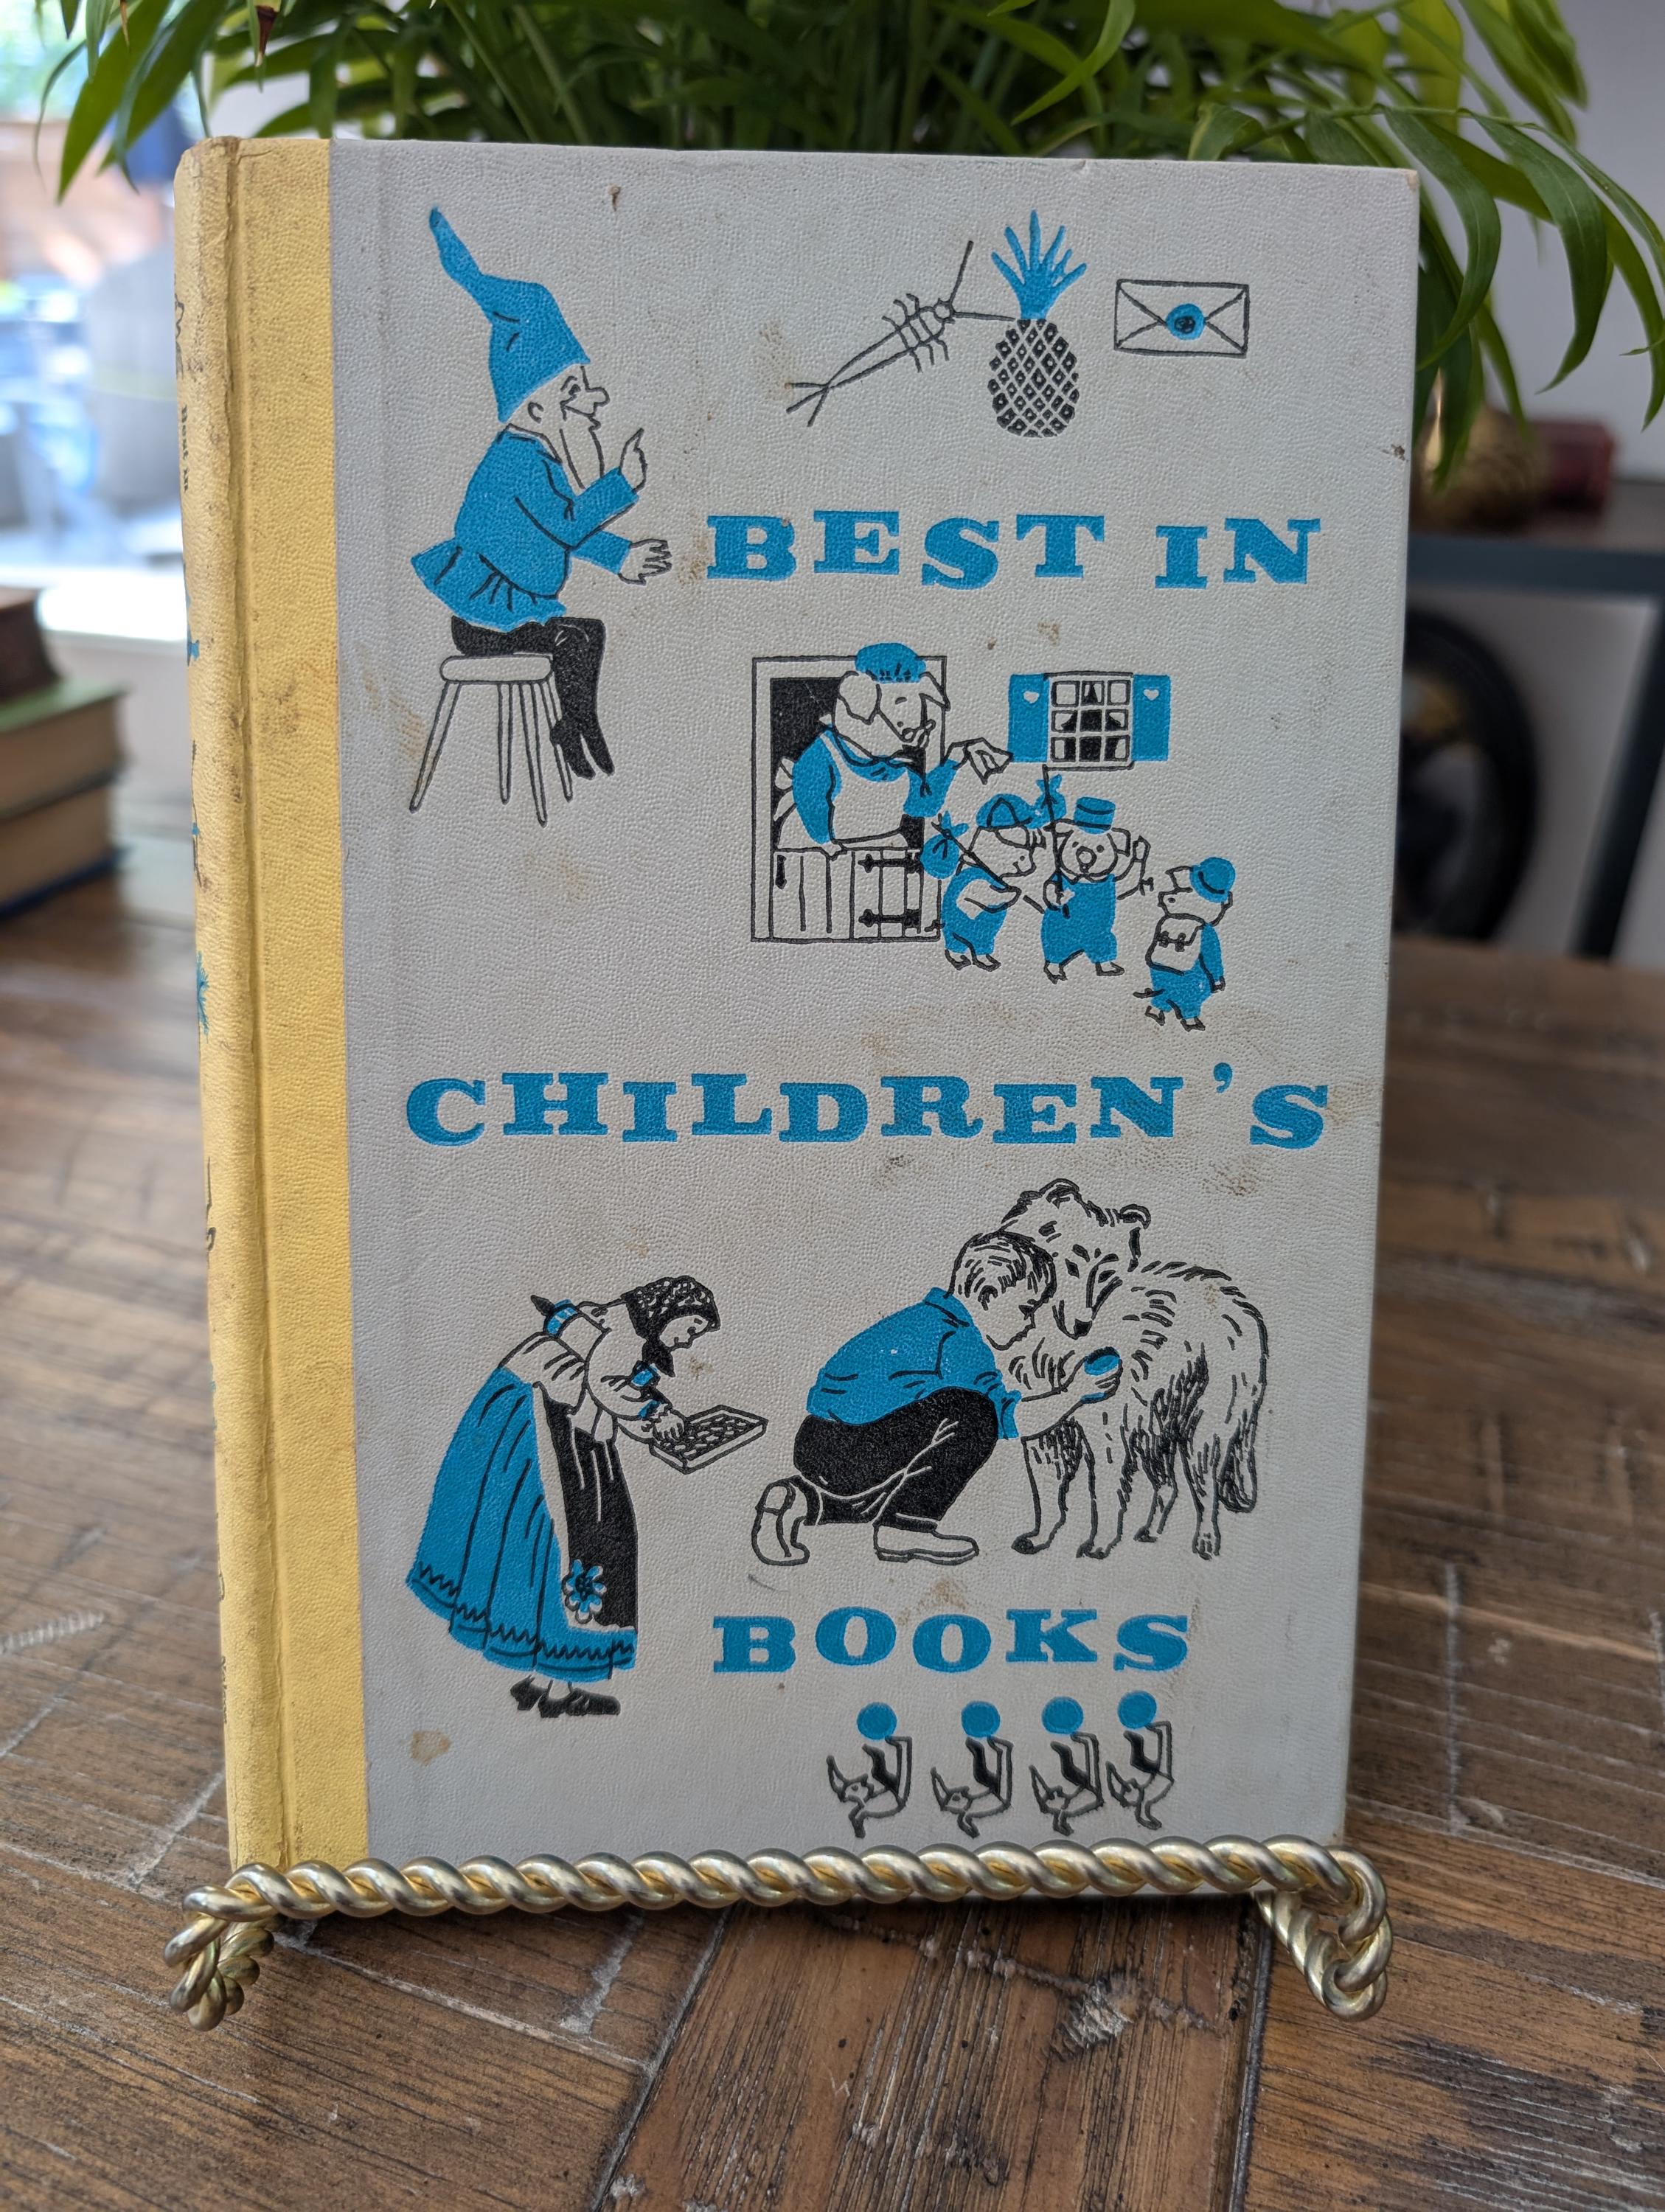 BEST IN
CHILDREN'S
BOOKS